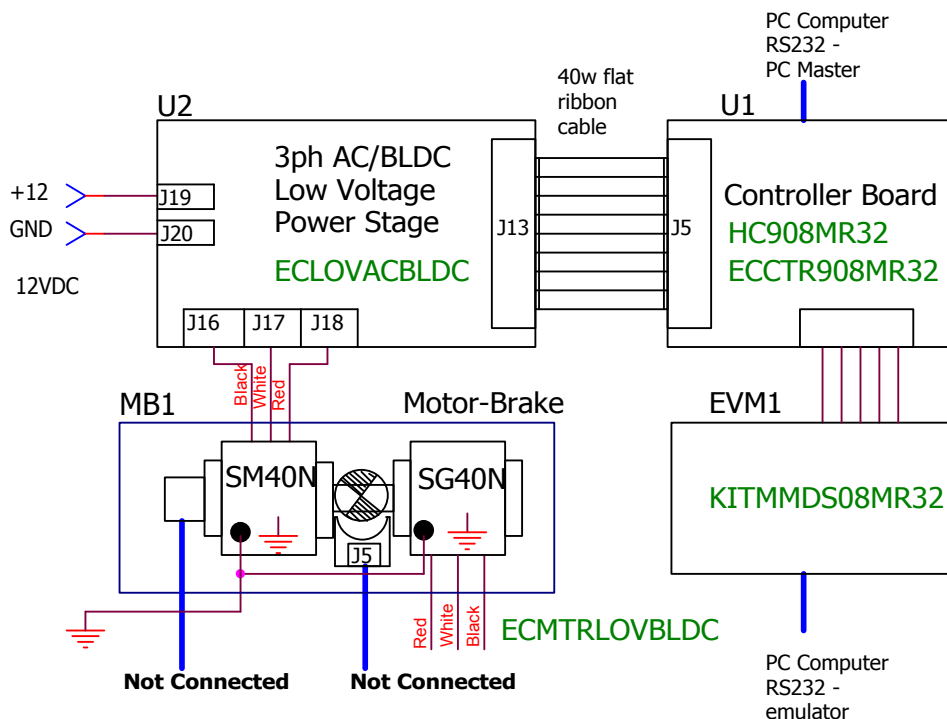 PC Computer
RS232 -
PC Master
40w flat
ribbon
cable
U2
U1
3ph AC/BLDC
Low Voltage
Power Stage
ECLOVACBLDC
+12
J19
GND
J20
12VDC
J13
J5
Controller Board
HC908MR32
ECCTR908MR32
J16
J17
J18
Black
White
Red
MB1
Motor-Brake
EVM1
SM40N
SG40N
KITMMDS08MR32
J5
Red
White
Black
ECMTRLOVBLDC
Not Connected
Not Connected
PC Computer
RS232 -
emulator